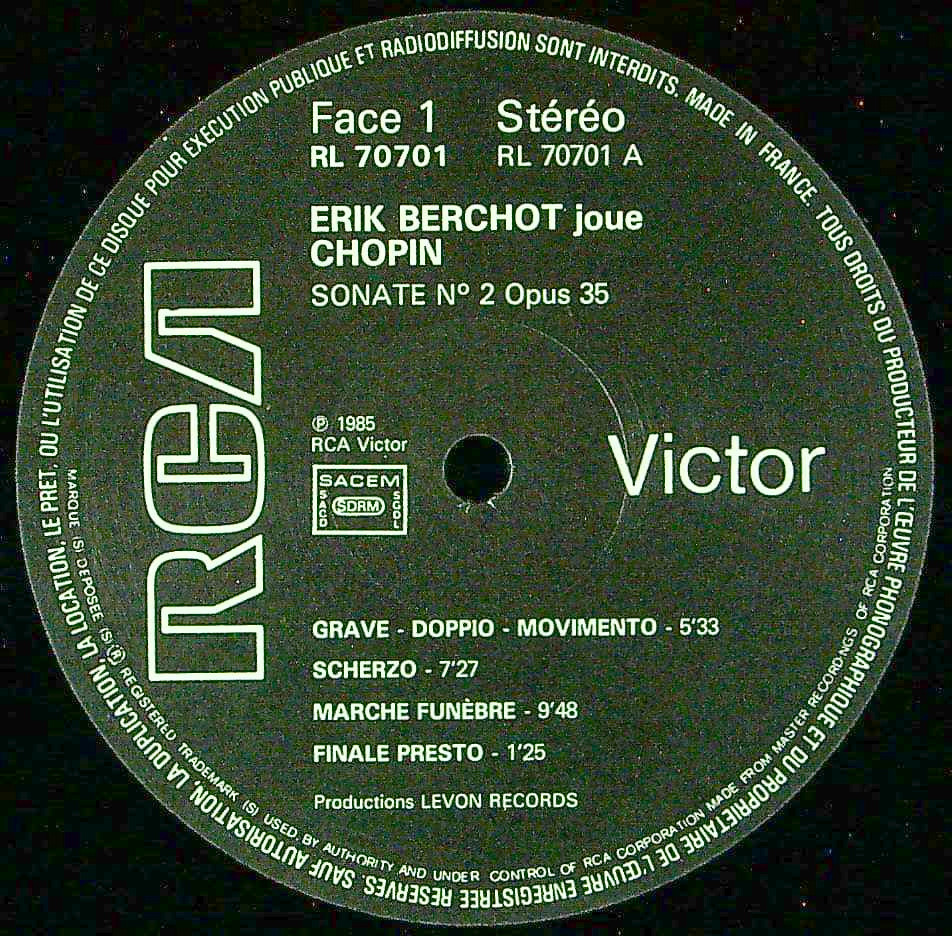 Face 1 Stéréo
RL 70701 RL 70701 A
ERIK BERCHOT joue
CHOPIN
SONATE Nº 2 Opus 35
RCA
℗ 1985
RCA Victor
SACEM
SACD SDRM SGDL
Victor
GRAVE - DOPPIO - MOVIMENTO - 5'33
SCHERZO - 7'27
MARCHE FUNÈBRE - 9'48
FINALE PRESTO - 1'25
Productions LEVON RECORDS
MADE IN FRANCE. TOUS DROITS DU PRODUCTEUR DE L'ŒUVRE PHONOGRAPHIQUE ET DU PROPRIETAIRE DE L'ŒUVRE ENREGISTREE RESERVES. SAUF AUTORISATION, LA DUPLICATION, LA LOCATION, LE PRET, OU L'UTILISATION DE CE DISQUE POUR EXECUTION PUBLIQUE ET RADIODIFFUSION SONT INTERDITS.
MARQUE (S) DEPOSEE (S) ® REGISTERED TRADEMARK (S) USED BY AUTHORITY AND UNDER CONTROL OF RCA CORPORATION MADE FROM MASTER RECORDINGS OF RCA CORPORATION